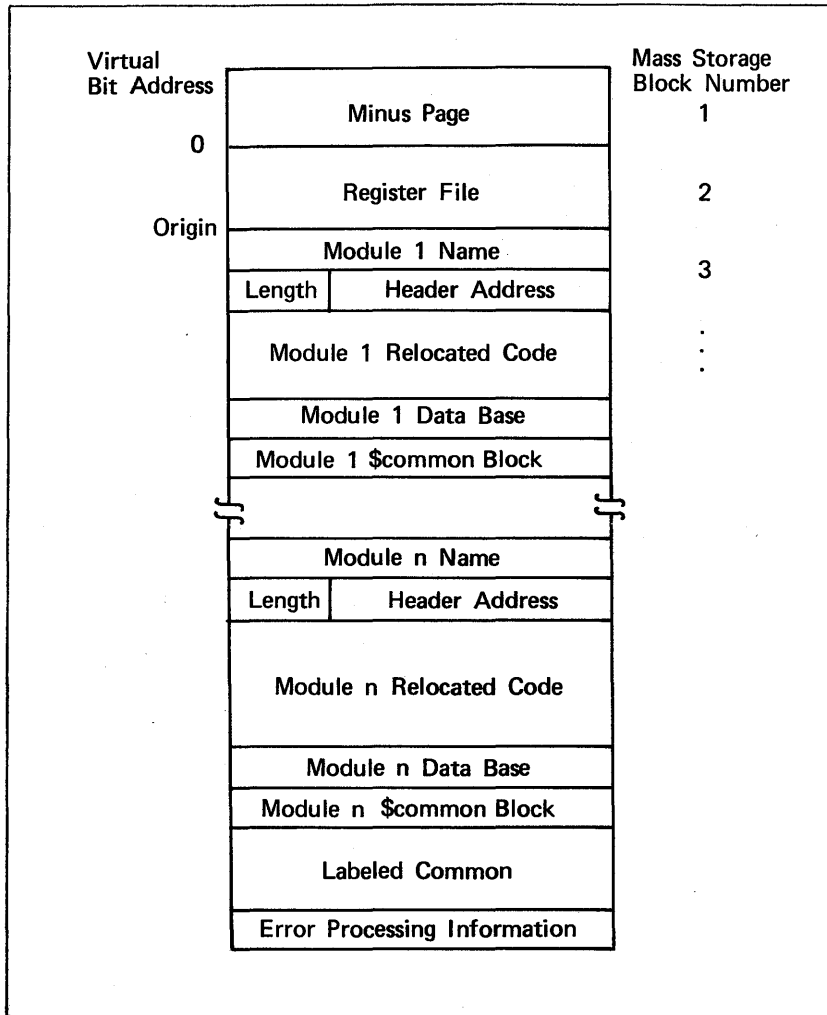 Virtual
Bit Address
Mass Storage
Block Number
Minus Page
1
0
Register File
2
Origin
Module 1 Name
3
Length
Header Address
Module 1 Relocated Code
.
.
.
Module 1 Data Base
Module 1 $common Block
Module n Name
Length
Header Address
Module n Relocated Code
Module n Data Base
Module n $common Block
Labeled Common
Error Processing Information